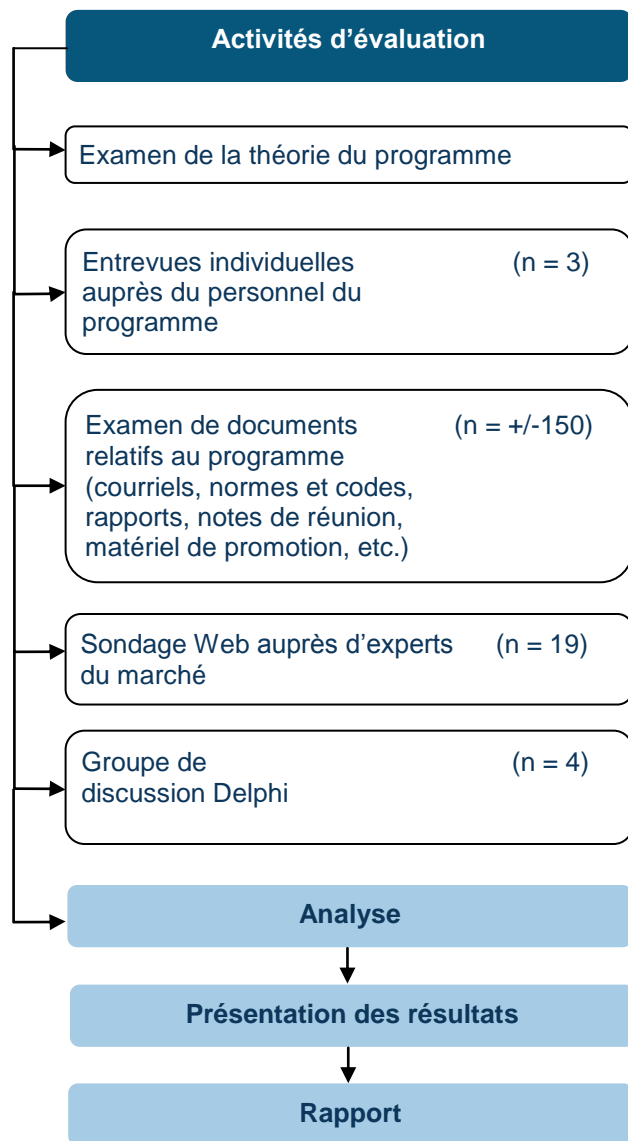 Activités d’évaluation
Examen de la théorie du programme
Entrevues individuelles (n = 3)
auprès du personnel du
programme
Examen de documents (n = +/-150)
relatifs au programme
(courriels, normes et codes,
rapports, notes de réunion,
matériel de promotion, etc.)
Sondage Web auprès d’experts (n = 19)
du marché
Groupe de (n = 4)
discussion Delphi
Analyse
Présentation des résultats
Rapport